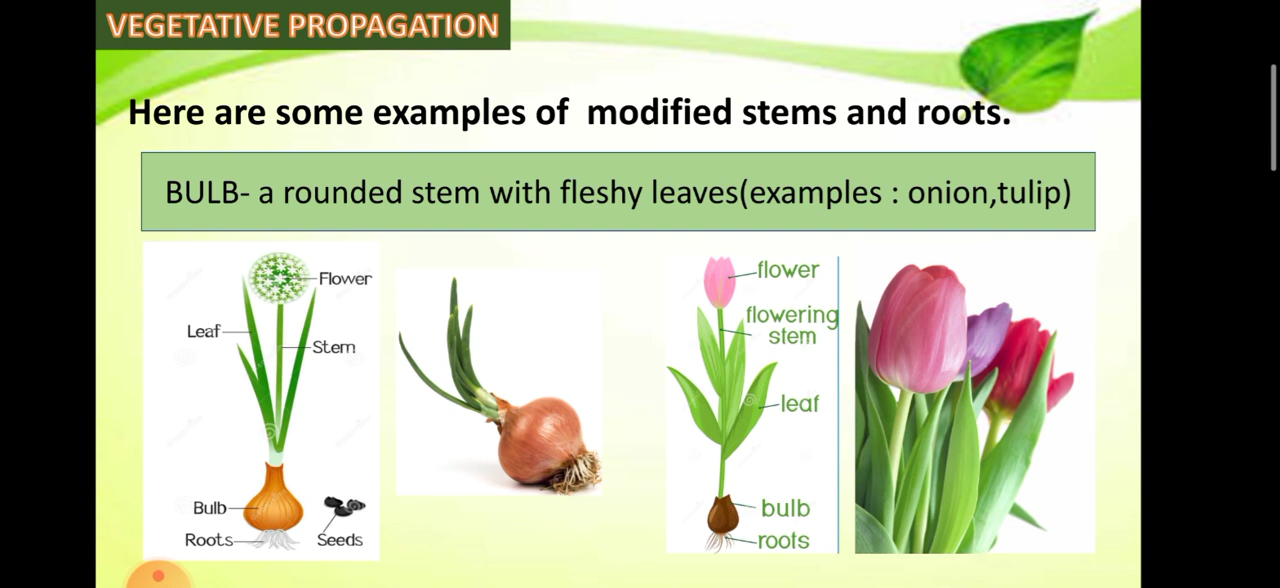 VEGETATIVE PROPAGATION
Here are some examples of modified stems and roots.
BULB- a rounded stem with fleshy leaves(examples : onion,tulip)
Flower
Leaf
Stem
Bulb
Roots
Seeds
flower
flowering
stem
leaf
bulb
roots